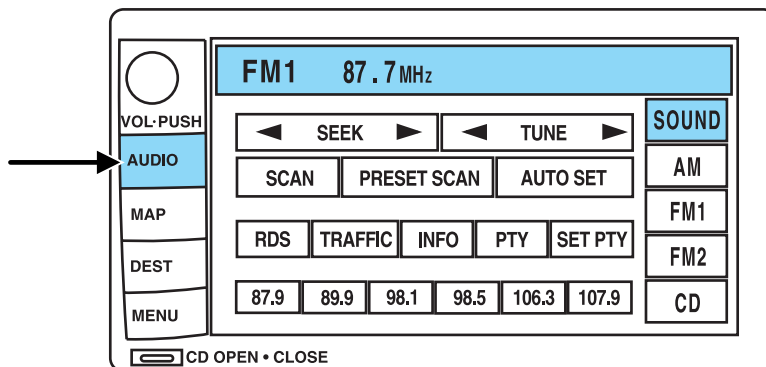 FM1 87.7 MHz
VOL·PUSH
AUDIO
MAP
DEST
MENU
◄ SEEK ► ◄ TUNE ►
SCAN PRESET SCAN AUTO SET
RDS TRAFFIC INFO PTY SET PTY
87.9 89.9 98.1 98.5 106.3 107.9
SOUND
AM
FM1
FM2
CD
CD OPEN • CLOSE